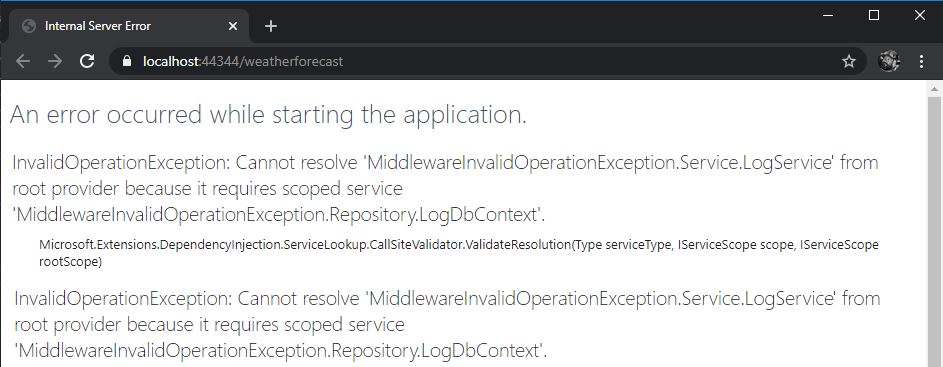 Internal Server Error
localhost:44344/weatherforecast
An error occurred while starting the application.
InvalidOperationException: Cannot resolve 'MiddlewareInvalidOperationException.Service.LogService' from
root provider because it requires scoped service
'MiddlewareInvalidOperationException.Repository.LogDbContext'.
Microsoft.Extensions.DependencyInjection.ServiceLookup.CallSiteValidator.ValidateResolution(Type serviceType, IServiceScope scope, IServiceScope
rootScope)
InvalidOperationException: Cannot resolve 'MiddlewareInvalidOperationException.Service.LogService' from
root provider because it requires scoped service
'MiddlewareInvalidOperationException.Repository.LogDbContext'.